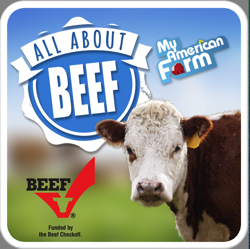 ALL ABOUT
BEEF
My
American
Farm
BEEF
®
Funded by
the Beef Checkoff.